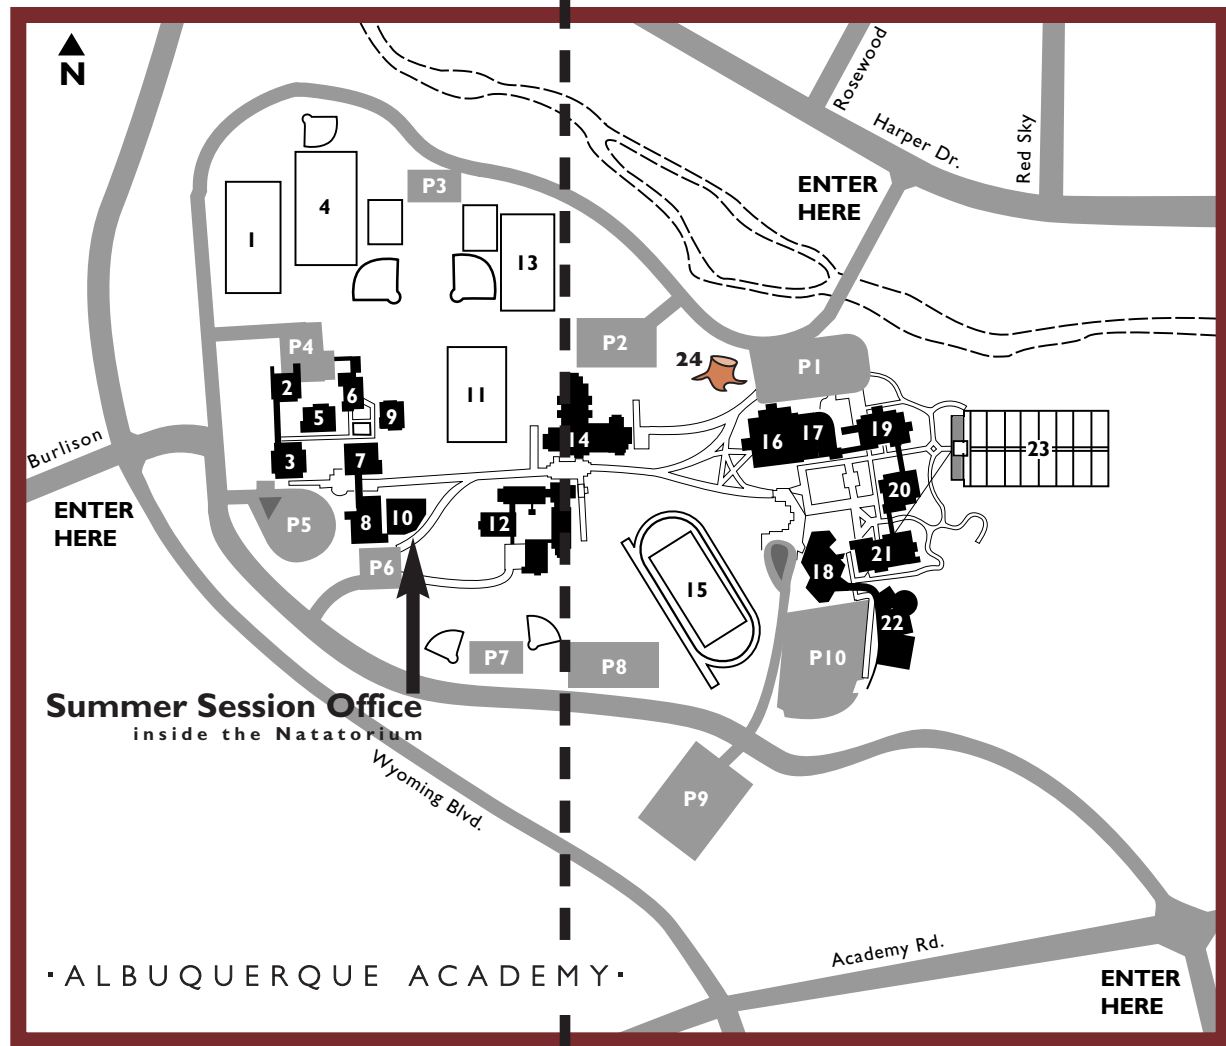 N
Rosewood
Harper Dr.
Red Sky
ENTER
HERE
P3
4
1
13
P2
P4
24
P1
2
6
5
9
11
14
16
17
19
23
Burlison
3
7
20
ENTER
HERE
P5
8
10
12
21
P6
18
15
22
P7
P8
P10
Summer Session Office
inside the Natatorium
Wyoming Blvd.
P9
Academy Rd.
· ALBUQUERQUE ACADEMY ·
ENTER
HERE